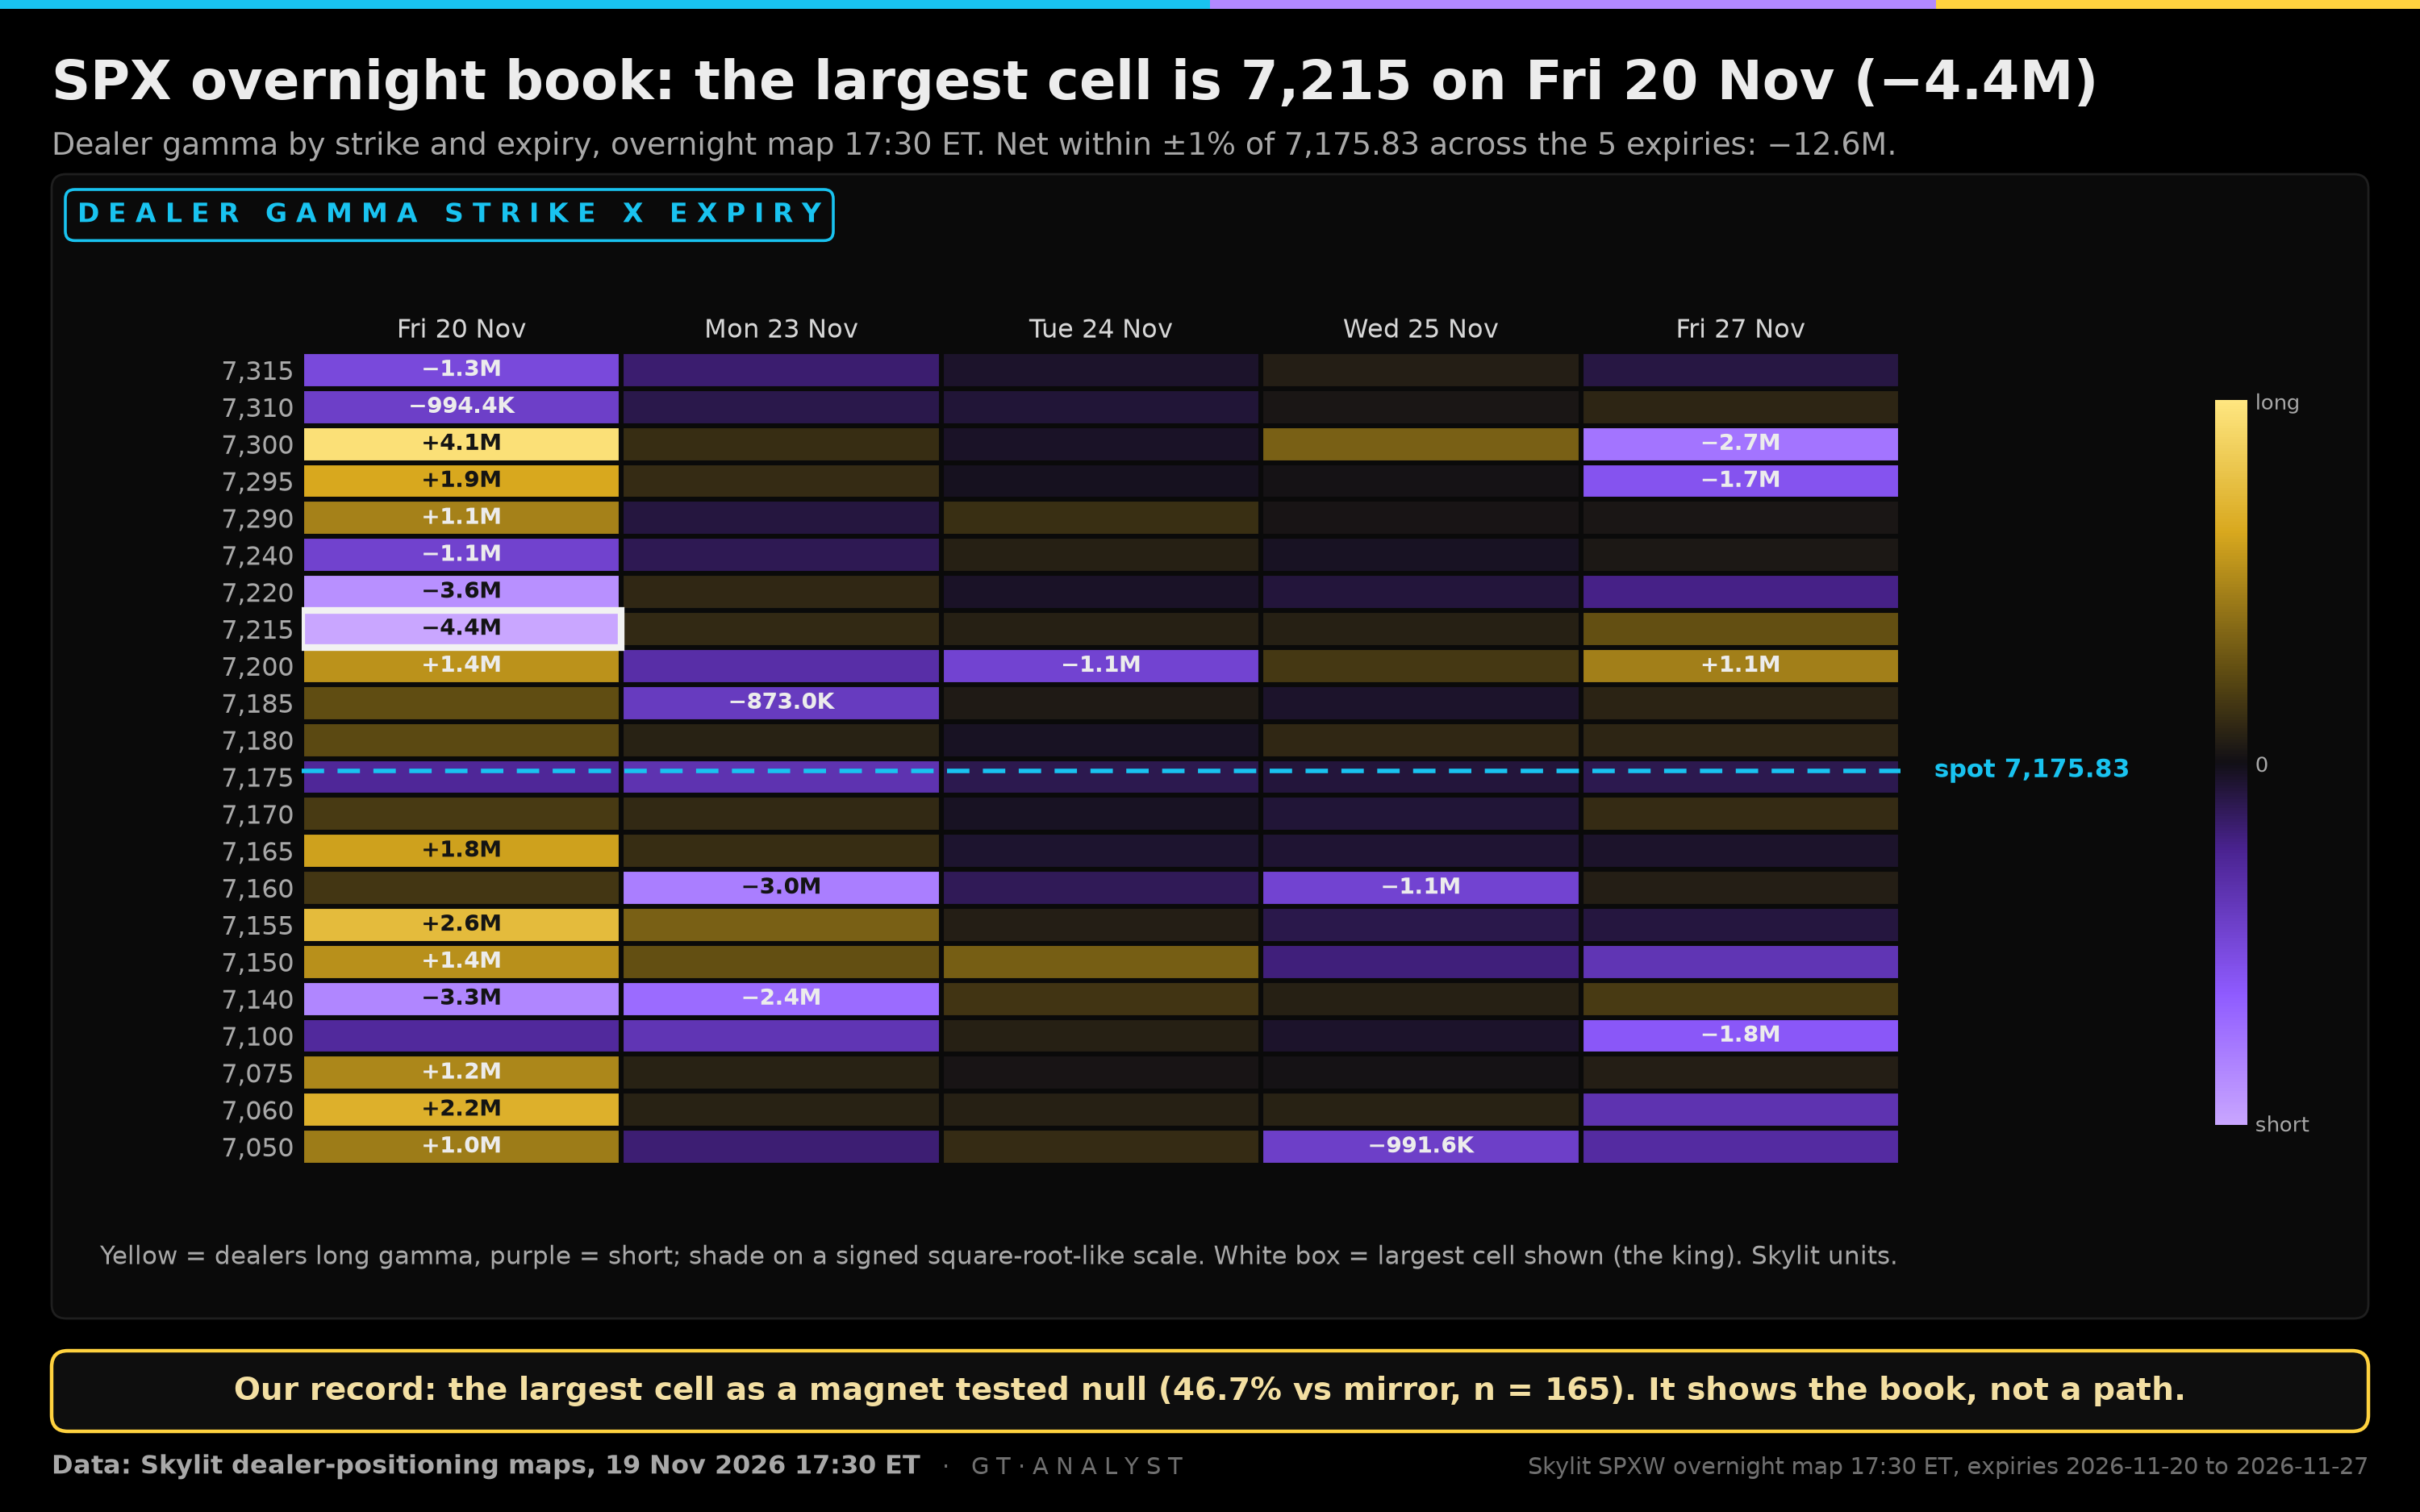 SPX overnight book: the largest cell is 7,215 on Fri 20 Nov (−4.4M)
Dealer gamma by strike and expiry, overnight map 17:30 ET. Net within ±1% of 7,175.83 across the 5 expiries: −12.6M.
DEALER GAMMA STRIKE X EXPIRY
Fri 20 Nov Mon 23 Nov Tue 24 Nov Wed 25 Nov Fri 27 Nov
7,315 −1.3M
7,310 −994.4K
long
7,300 +4.1M −2.7M
7,295 +1.9M −1.7M
7,290 +1.1M
7,240 −1.1M
7,220 −3.6M
7,215 −4.4M
7,200 +1.4M −1.1M +1.1M
7,185 −873.0K
7,180
7,175 spot 7,175.83 0
7,170
7,165 +1.8M
7,160 −3.0M −1.1M
7,155 +2.6M
7,150 +1.4M
7,140 −3.3M −2.4M
7,100 −1.8M
7,075 +1.2M
7,060 +2.2M
short
7,050 +1.0M −991.6K
Yellow = dealers long gamma, purple = short; shade on a signed square-root-like scale. White box = largest cell shown (the king). Skylit units.
Our record: the largest cell as a magnet tested null (46.7% vs mirror, n = 165). It shows the book, not a path.
Data: Skylit dealer-positioning maps, 19 Nov 2026 17:30 ET · GT·ANALYST
Skylit SPXW overnight map 17:30 ET, expiries 2026-11-20 to 2026-11-27